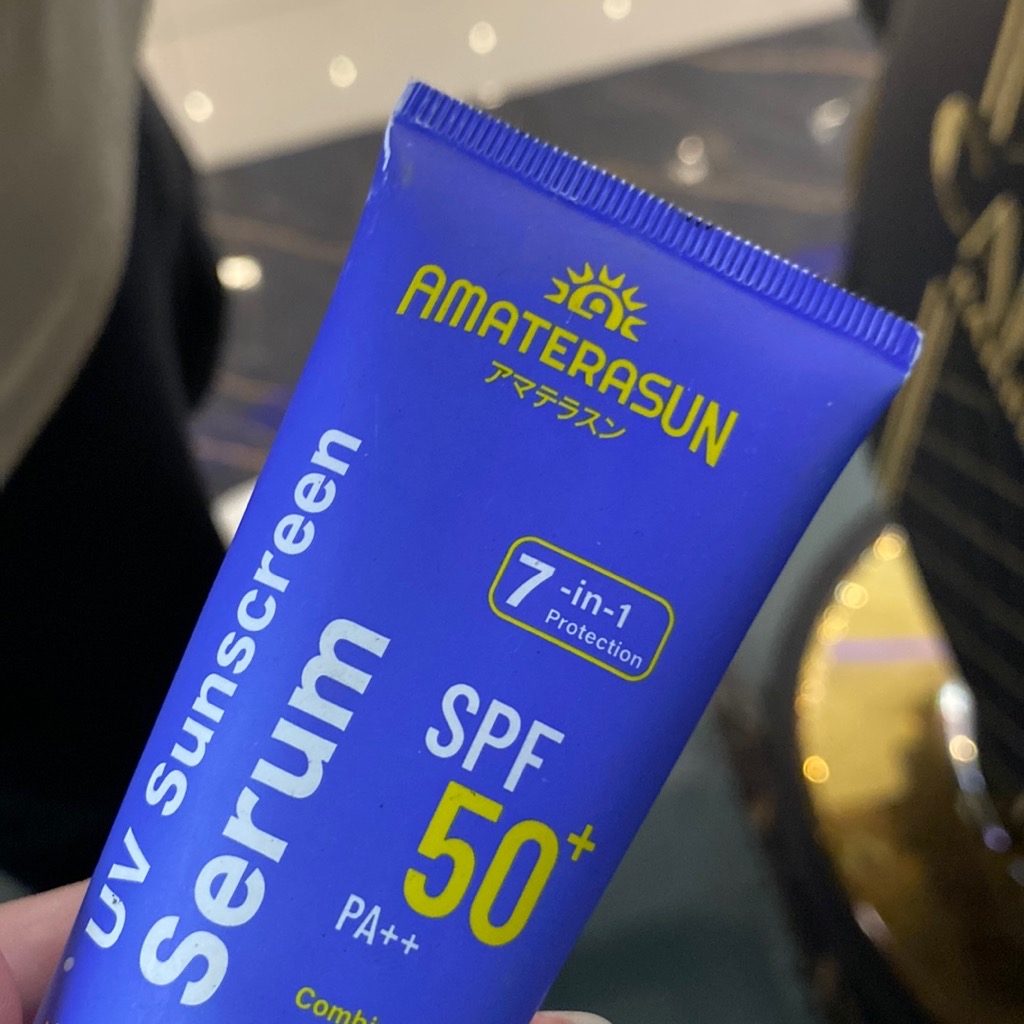 AMATERASUN
アマテラスン
7-in-1
Protection
UV Sunscreen
Serum
SPF
50+
PA++